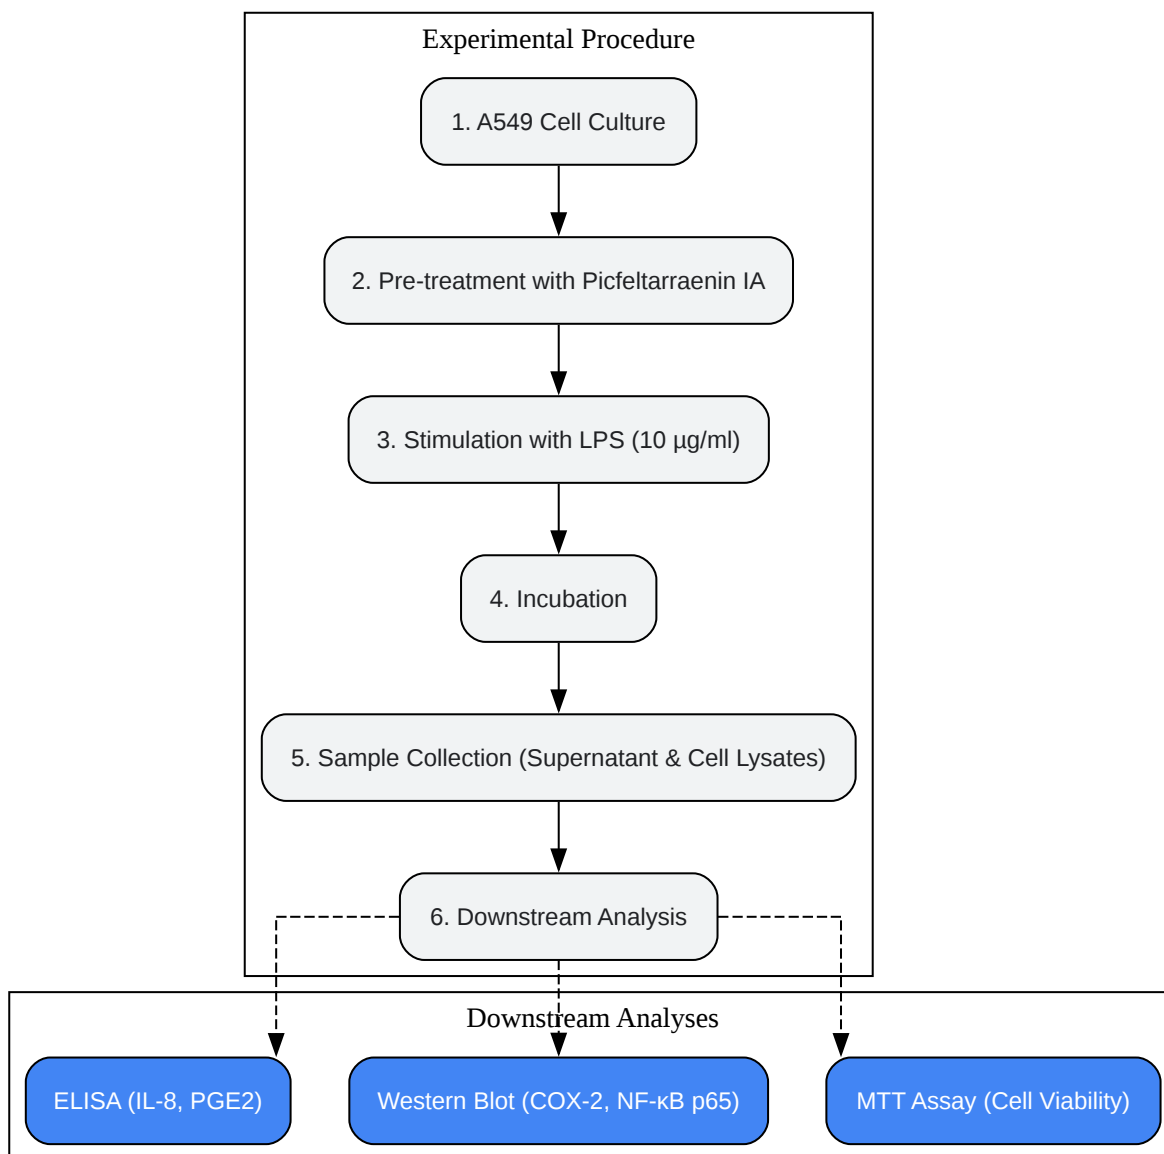 Experimental Procedure
1. A549 Cell Culture
2. Pre-treatment with Picfeltarraenin IA
3. Stimulation with LPS (10 µg/ml)
4. Incubation
5. Sample Collection (Supernatant & Cell Lysates)
6. Downstream Analysis
Downstream Analyses
ELISA (IL-8, PGE2)
Western Blot (COX-2, NF-κB p65)
MTT Assay (Cell Viability)